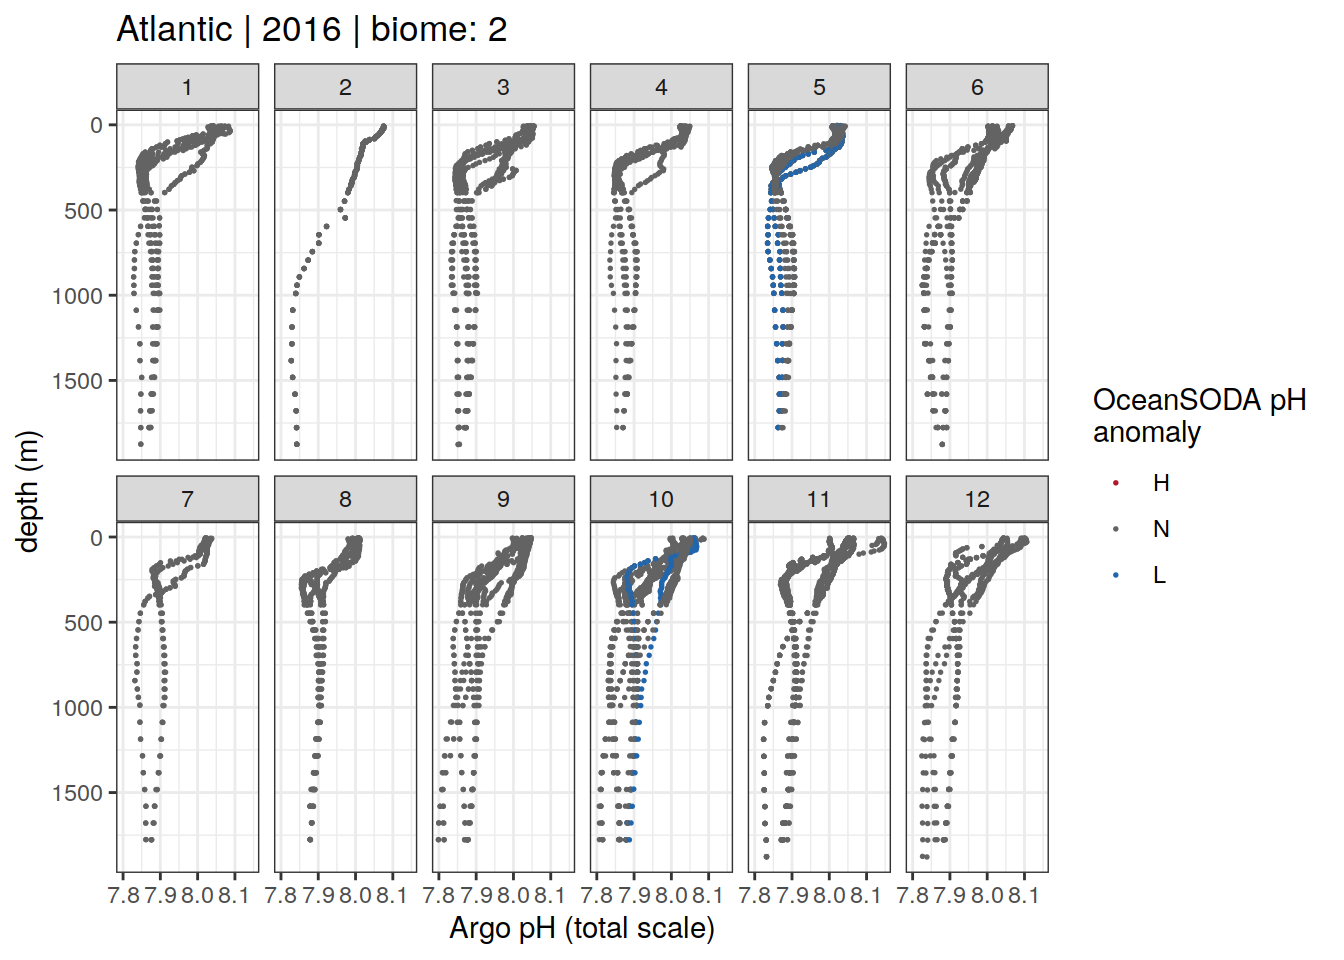 Atlantic | 2016 | biome: 2
1 2 3 4 5 6
0
500
1000
1500
7 8 9 10 11 12
0
500
1000
1500
7.8 7.9 8.0 8.1 7.8 7.9 8.0 8.1 7.8 7.9 8.0 8.1 7.8 7.9 8.0 8.1 7.8 7.9 8.0 8.1 7.8 7.9 8.0 8.1
Argo pH (total scale)
depth (m)
OceanSODA pH
anomaly
H
N
L